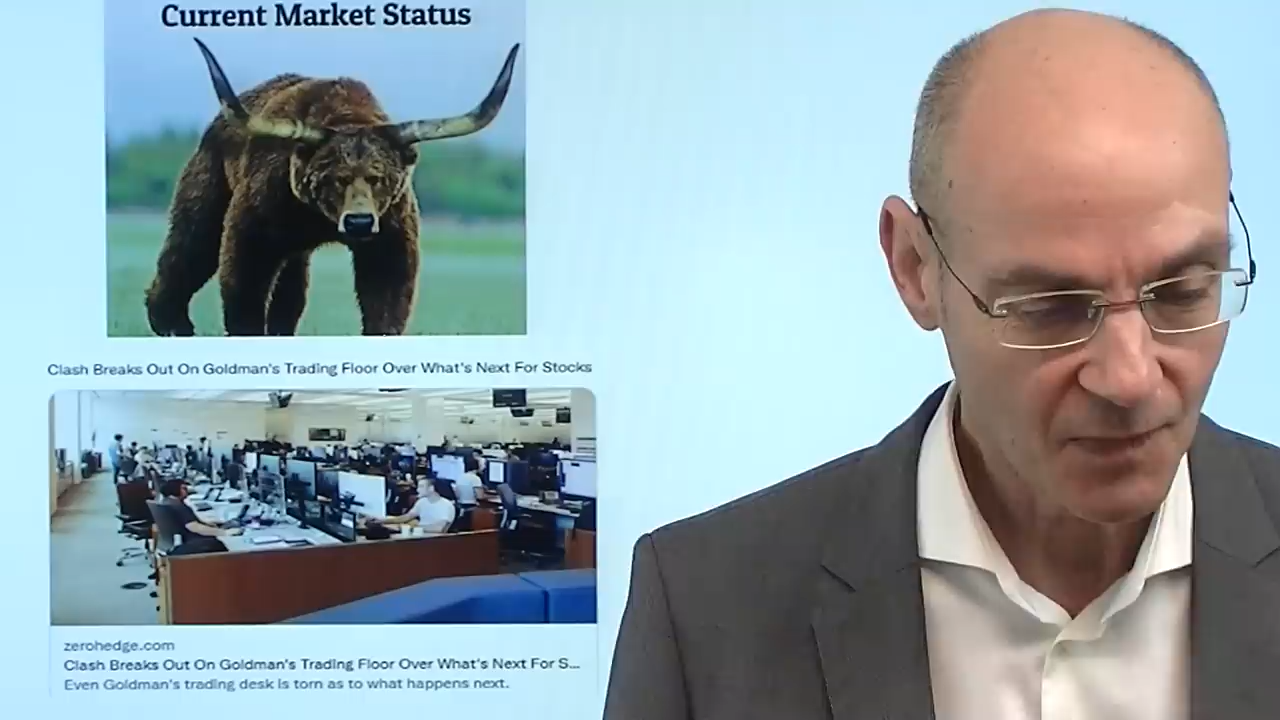 Current Market Status
Clash Breaks Out On Goldman's Trading Floor Over What's Next For Stocks
zerohedge.com
Clash Breaks Out On Goldman's Trading Floor Over What's Next For S...
Even Goldman's trading desk is torn as to what happens next.